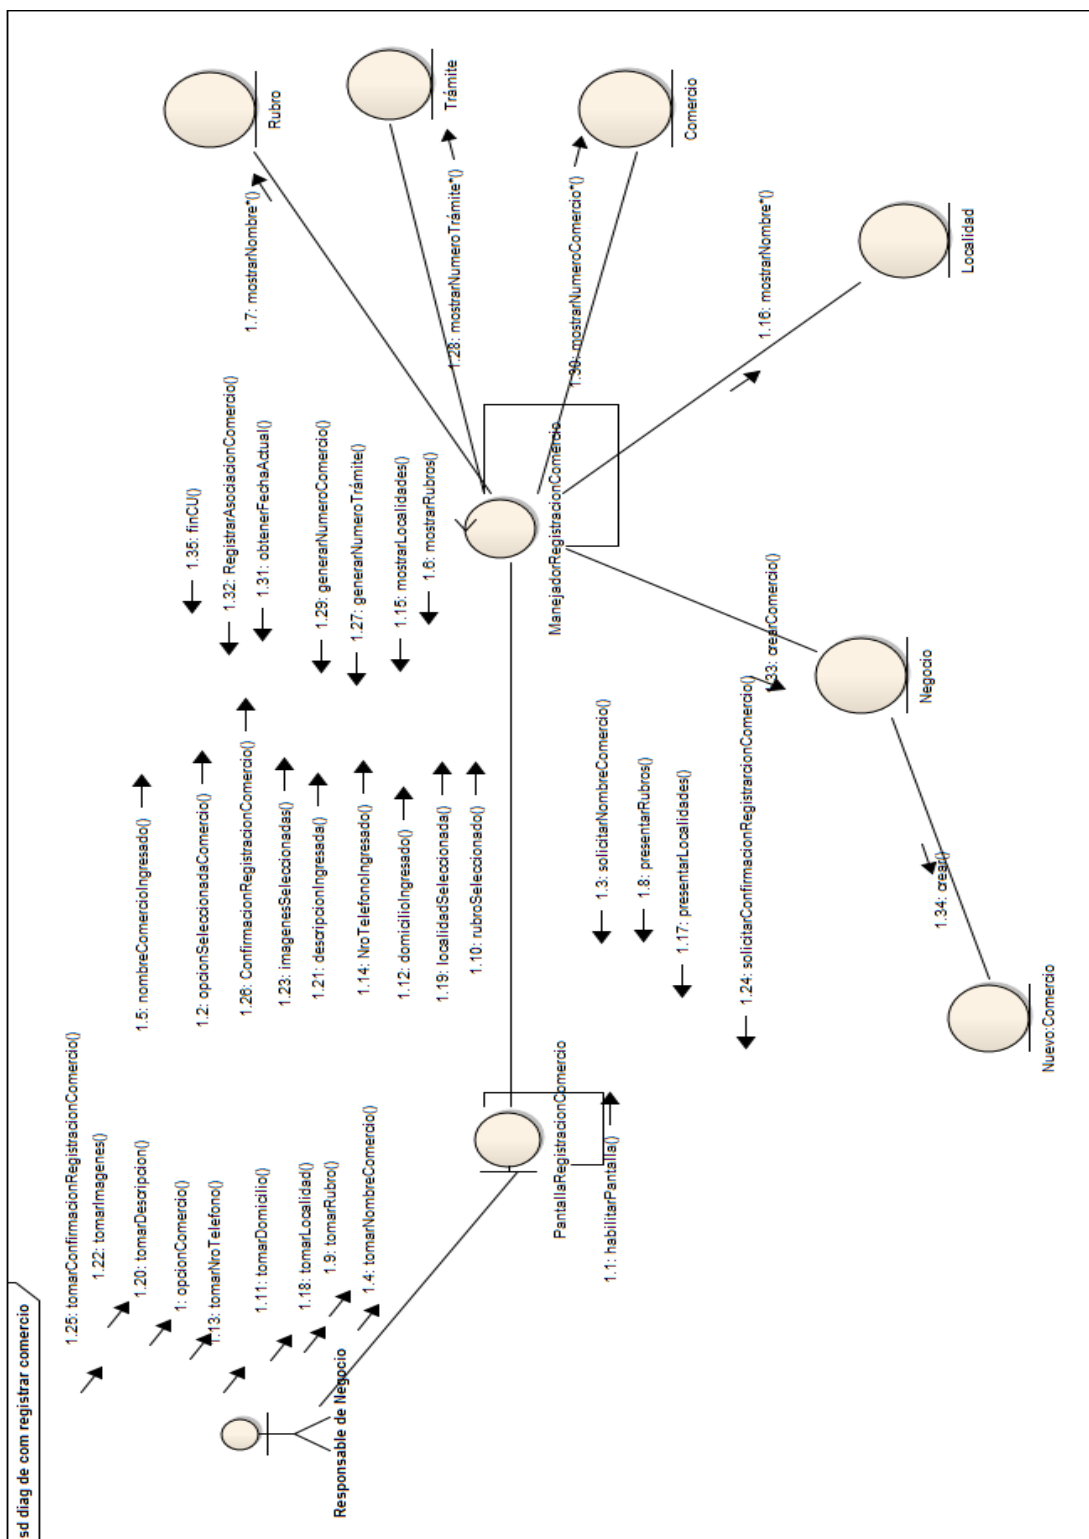 sd diag de com registrar comercio
1.25: tomarConfirmacionRegistracionComercio()
1.22: tomarImagenes()
1.20: tomarDescripcion()
1: opcionComercio()
1.13: tomarNroTelefono()
1.11: tomarDomicilio()
1.18: tomarLocalidad()
1.9: tomarRubro()
1.4: tomarNombreComercio()
Responsable de Negocio
PantallaRegistracionComercio
1.1: habilitarPantalla()
1.5: nombreComercioIngresado()
1.2: opcionSeleccionadaComercio()
1.26: ConfirmacionRegistracionComercio()
1.23: imagenesSeleccionadas()
1.21: descripcionIngresada()
1.14: NroTelefonoIngresado()
1.12: domicilioIngresado()
1.19: localidadSeleccionada()
1.10: rubroSeleccionado()
1.3: solicitarNombreComercio()
1.8: presentarRubros()
1.17: presentarLocalidades()
1.24: solicitarConfirmacionRegistrarcionComercio()
1.35: finCU()
1.32: RegistrarAsociacionComercio()
1.31: obtenerFechaActual()
1.29: generarNumeroComercio()
1.27: generarNumeroTrámite()
1.15: mostrarLocalidades()
1.6: mostrarRubros()
ManejadorRegistracionComercio
1.33: crearComercio()
Negocio
1.34: crear()
Nuevo:Comercio
1.7: mostrarNombre*()
Rubro
1.28: mostrarNumeroTrámite*()
Trámite
1.30: mostrarNumeroComercio*()
Comercio
1.16: mostrarNombre*()
Localidad